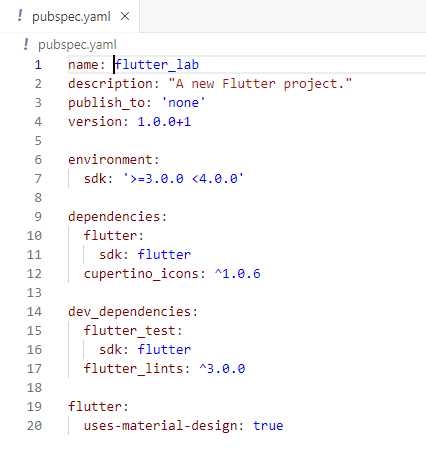 ! pubspec.yaml ×
! pubspec.yaml
1 name: flutter_lab
2 description: "A new Flutter project."
3 publish_to: 'none'
4 version: 1.0.0+1
5
6 environment:
7   sdk: '>=3.0.0 <4.0.0'
8
9 dependencies:
10   flutter:
11     sdk: flutter
12   cupertino_icons: ^1.0.6
13
14 dev_dependencies:
15   flutter_test:
16     sdk: flutter
17   flutter_lints: ^3.0.0
18
19 flutter:
20   uses-material-design: true